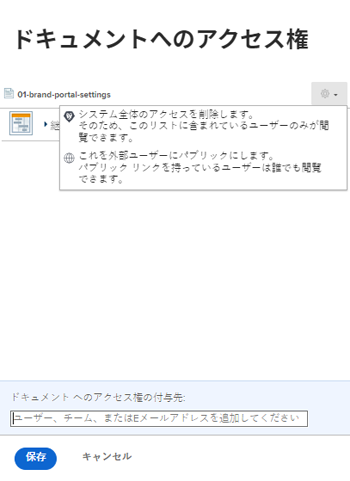 ドキュメントへのアクセス権
01-brand-portal-settings
システム全体のアクセスを削除します。
そのため、このリストに含まれているユーザーのみが閲
覧できます。
これを外部ユーザーにパブリックにします。
パブリック リンクを持っているユーザーは誰でも閲覧
できます。
ドキュメント へのアクセス権の付与先:
ユーザー、チーム、またはEメールアドレスを追加してください
保存
キャンセル